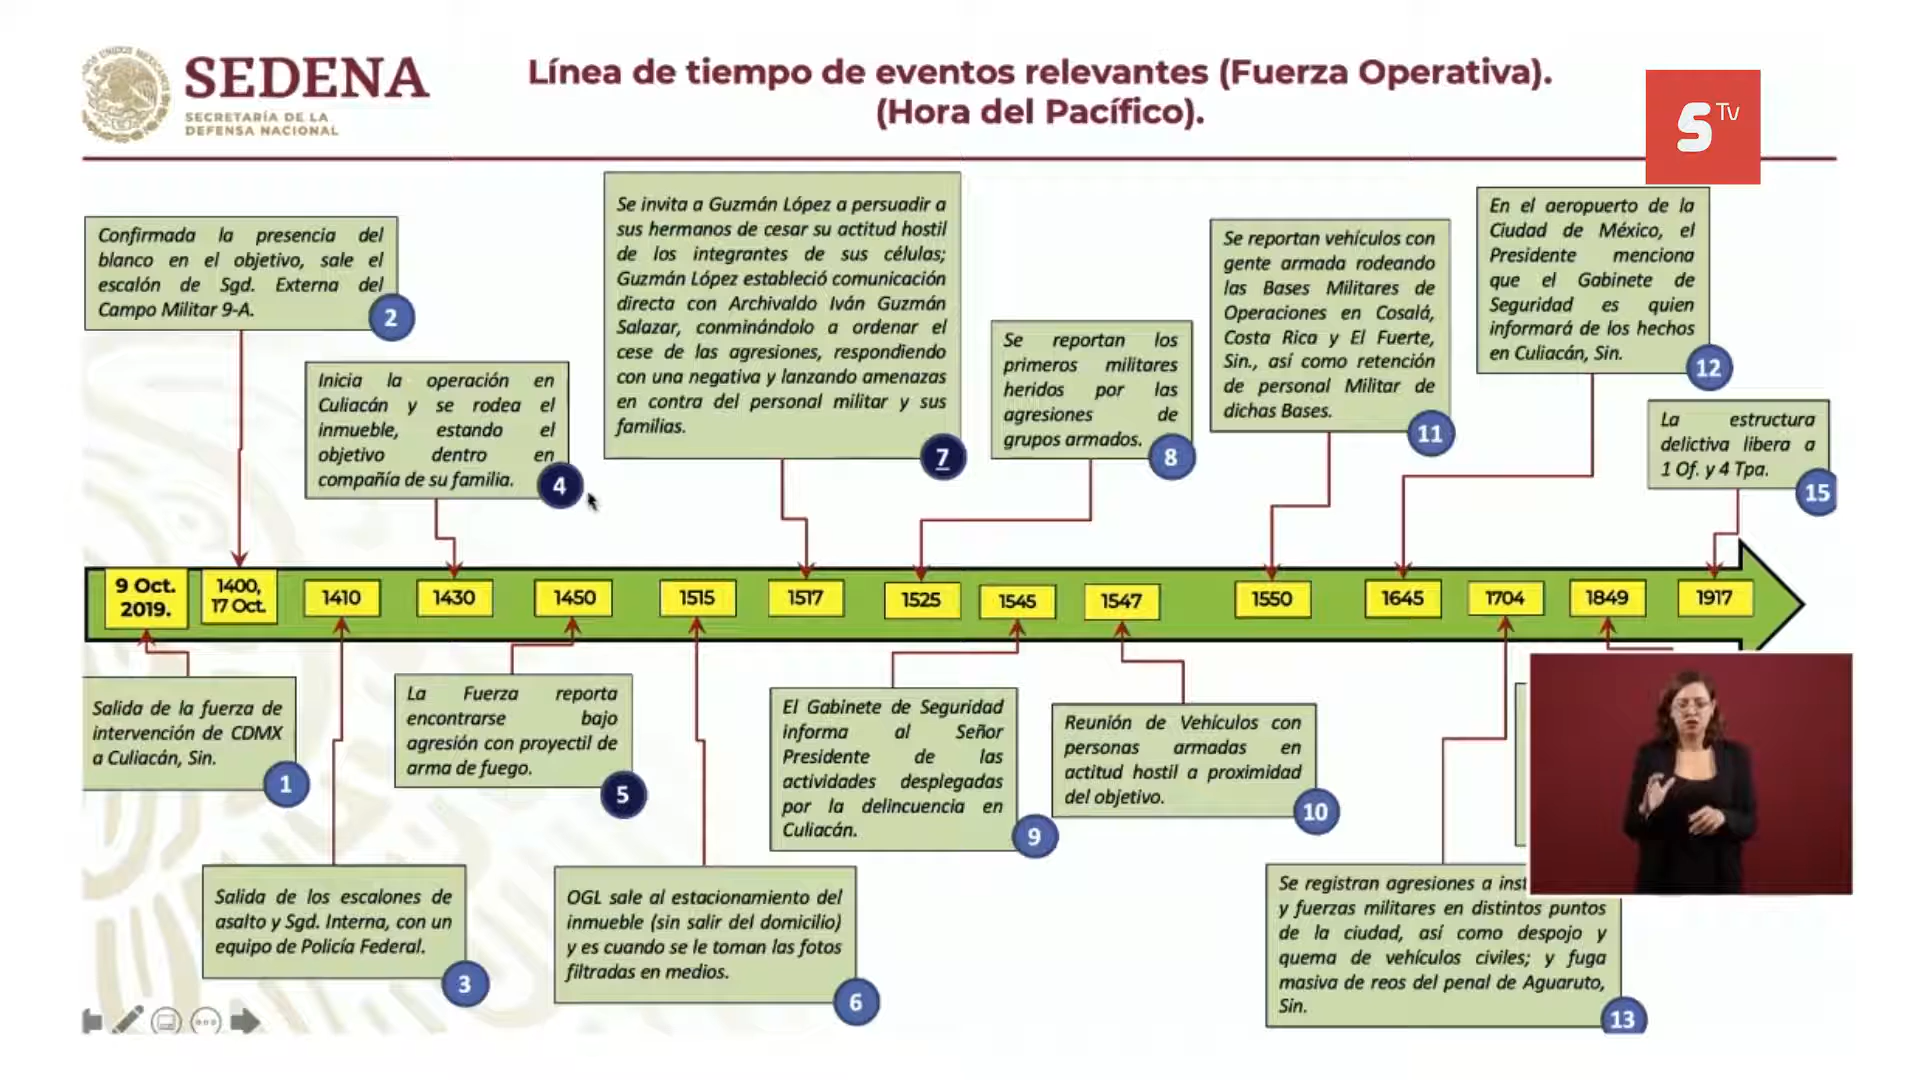 SEDENA
SECRETARÍA DE LA
DEFENSA NACIONAL
Línea de tiempo de eventos relevantes (Fuerza Operativa).
(Hora del Pacífico).
S TV
Confirmada la presencia del
blanco en el objetivo, sale el
escalón de Sgd. Externa del
Campo Militar 9-A.
2
Inicia la operación en
Culiacán y se rodea el
inmueble, estando el
objetivo dentro en
compañía de su familia.
4
Se invita a Guzmán López a persuadir a
sus hermanos de cesar su actitud hostil
de los integrantes de sus células;
Guzmán López estableció comunicación
directa con Archivaldo Iván Guzmán
Salazar, conminándolo a ordenar el
cese de las agresiones, respondiendo
con una negativa y lanzando amenazas
en contra del personal militar y sus
familias.
7
Se reportan los
primeros militares
heridos por las
agresiones de
grupos armados.
8
Se reportan vehículos con
gente armada rodeando
las Bases Militares de
Operaciones en Cosalá,
Costa Rica y El Fuerte,
Sin., así como retención
de personal Militar de
dichas Bases.
11
En el aeropuerto de la
Ciudad de México, el
Presidente menciona
que el Gabinete de
Seguridad es quien
informará de los hechos
en Culiacán, Sin.
12
La estructura
delictiva libera a
1 Of. y 4 Tpa.
15
9 Oct.
2019.
1400,
17 Oct.
1410
1430
1450
1515
1517
1525
1545
1547
1550
1645
1704
1849
1917
Salida de la fuerza de
intervención de CDMX
a Culiacán, Sin.
1
Salida de los escalones de
asalto y Sgd. Interna, con un
equipo de Policía Federal.
3
La Fuerza reporta
encontrarse bajo
agresión con proyectil de
arma de fuego.
5
OGL sale al estacionamiento del
inmueble (sin salir del domicilio)
y es cuando se le toman las fotos
filtradas en medios.
6
El Gabinete de Seguridad
informa al Señor
Presidente de las
actividades desplegadas
por la delincuencia en
Culiacán.
9
Reunión de Vehículos con
personas armadas en
actitud hostil a proximidad
del objetivo.
10
Se registran agresiones a
y fuerzas militares en distintos puntos
de la ciudad, así como despojo y
quema de vehículos civiles; y fuga
masiva de reos del penal de Aguaruto,
Sin.
13